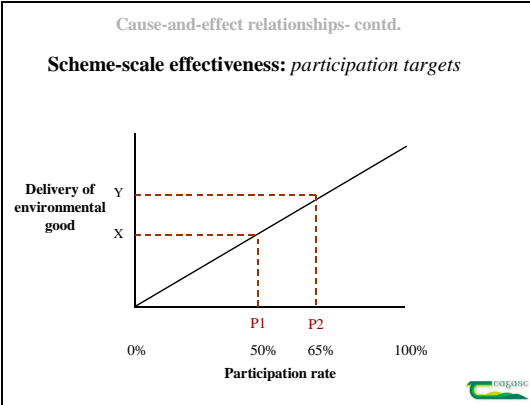 Cause-and-effect relationships- contd.
Scheme-scale effectiveness: participation targets
Delivery of
environmental
good
Y
X
P1 P2
0% 50% 65% 100%
Participation rate
Teagasc